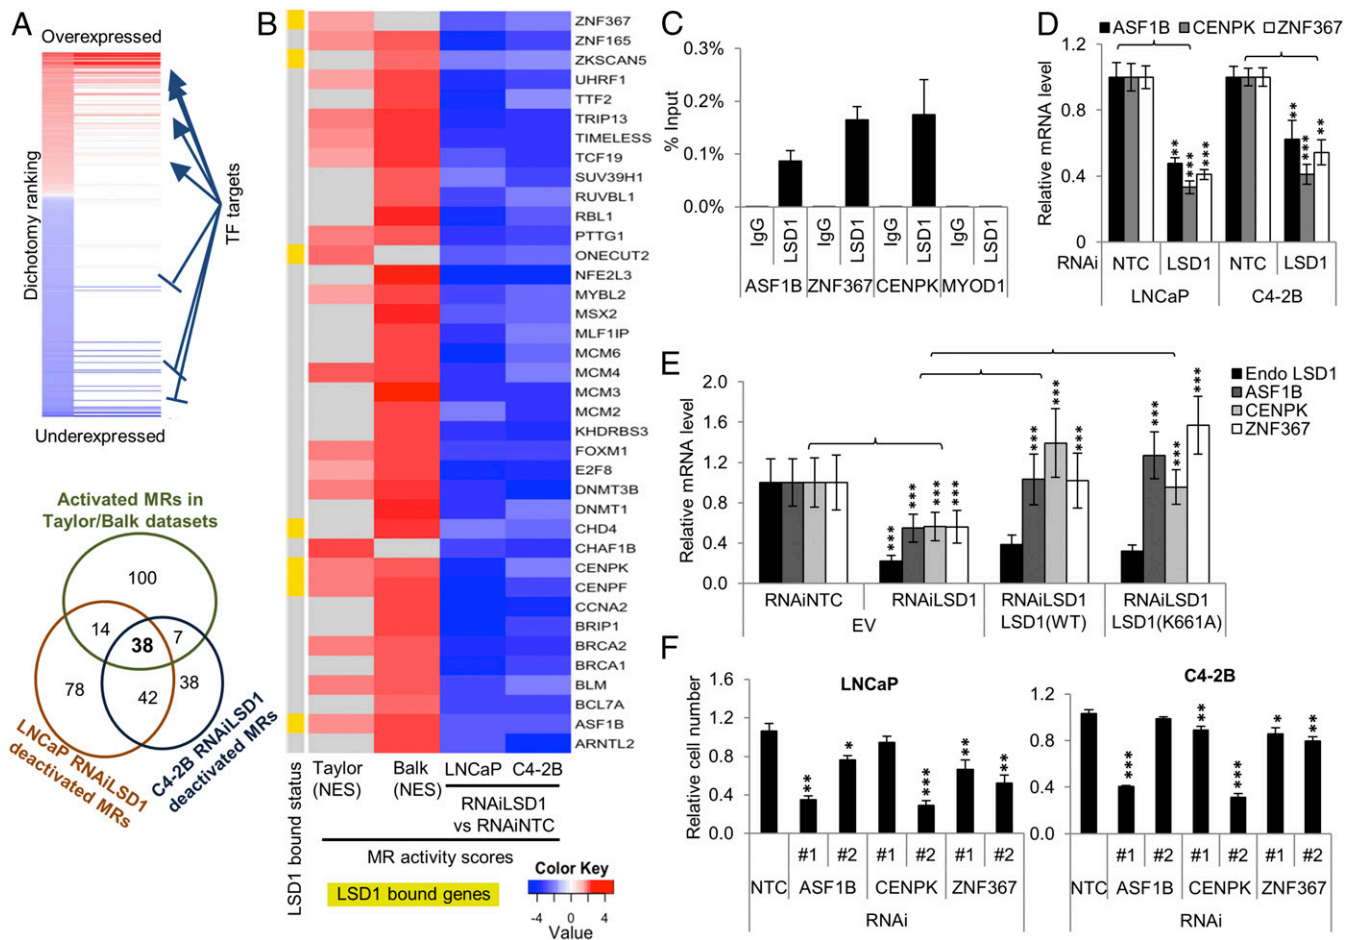 A
Overexpressed
Dichotomy ranking
TF targets
Underexpressed
Activated MRs in
Taylor/Balk datasets
100
14
38
7
78
42
38
LNCaP RNAiLSD1
deactivated MRs
C4-2B RNAiLSD1
deactivated MRs
B
ZNF367
ZNF165
ZKSCAN5
UHRF1
TTF2
TRIP13
TIMELESS
TCF19
SUV39H1
RUVBL1
RBL1
PTTG1
ONECUT2
NFE2L3
MYBL2
MSX2
MLF1IP
MCM6
MCM4
MCM3
MCM2
KHDRBS3
FOXM1
E2F8
DNMT3B
DNMT1
CHD4
CHAF1B
CENPK
CENPF
CCNA2
BRIP1
BRCA2
BRCA1
BLM
BCL7A
ASF1B
ARNTL2
LSD1 bound status
Taylor
(NES)
Balk
(NES)
LNCaP C4-2B
RNAiLSD1
vs RNAiNTC
MR activity scores
LSD1 bound genes
Color Key
-4 0 4
Value
C
0.3%
0.2%
0.1%
0.0%
% Input
IgG LSD1 IgG LSD1 IgG LSD1 IgG LSD1
ASF1B ZNF367 CENPK MYOD1
D
ASF1B CENPK ZNF367
1.2
0.8
0.4
0
Relative mRNA level
** *** *** ** *** **
RNAi NTC LSD1 NTC LSD1
LNCaP C4-2B
E
Endo LSD1
ASF1B
CENPK
ZNF367
2.0
1.6
1.2
0.8
0.4
0.0
Relative mRNA level
*** *** *** *** *** *** *** *** *** ***
RNAiNTC RNAiLSD1 RNAiLSD1 RNAiLSD1
EV LSD1(WT) LSD1(K661A)
F
LNCaP
1.6
1.2
0.8
0.4
0.0
Relative cell number
** * *** ** **
NTC #1 #2 #1 #2 #1 #2
ASF1B CENPK ZNF367
RNAi
C4-2B
1.2
0.8
0.4
0.0
*** ** *** * **
NTC #1 #2 #1 #2 #1 #2
ASF1B CENPK ZNF367
RNAi